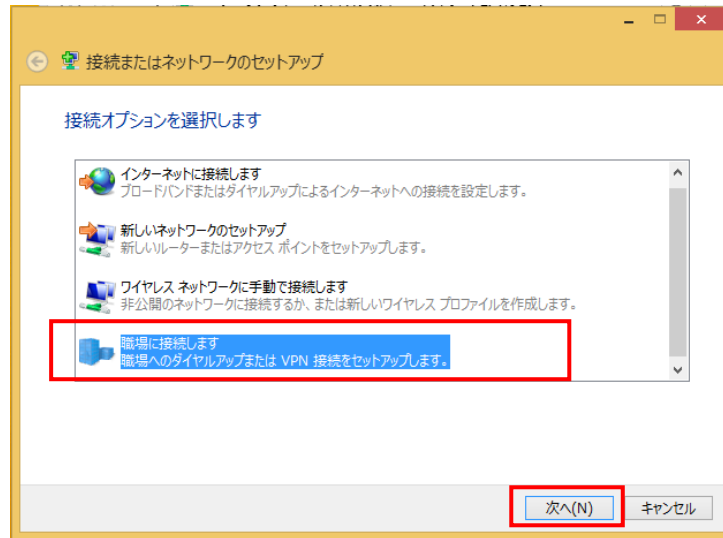 接続またはネットワークのセットアップ
接続オプションを選択します
インターネットに接続します
ブロードバンドまたはダイヤルアップによるインターネットへの接続を設定します。
新しいネットワークのセットアップ
新しいルーターまたはアクセス ポイントをセットアップします。
ワイヤレス ネットワークに手動で接続します
非公開のネットワークに接続するか、または新しいワイヤレス プロファイルを作成します。
職場に接続します
職場へのダイヤルアップまたは VPN 接続をセットアップします。
次へ(N)
キャンセル